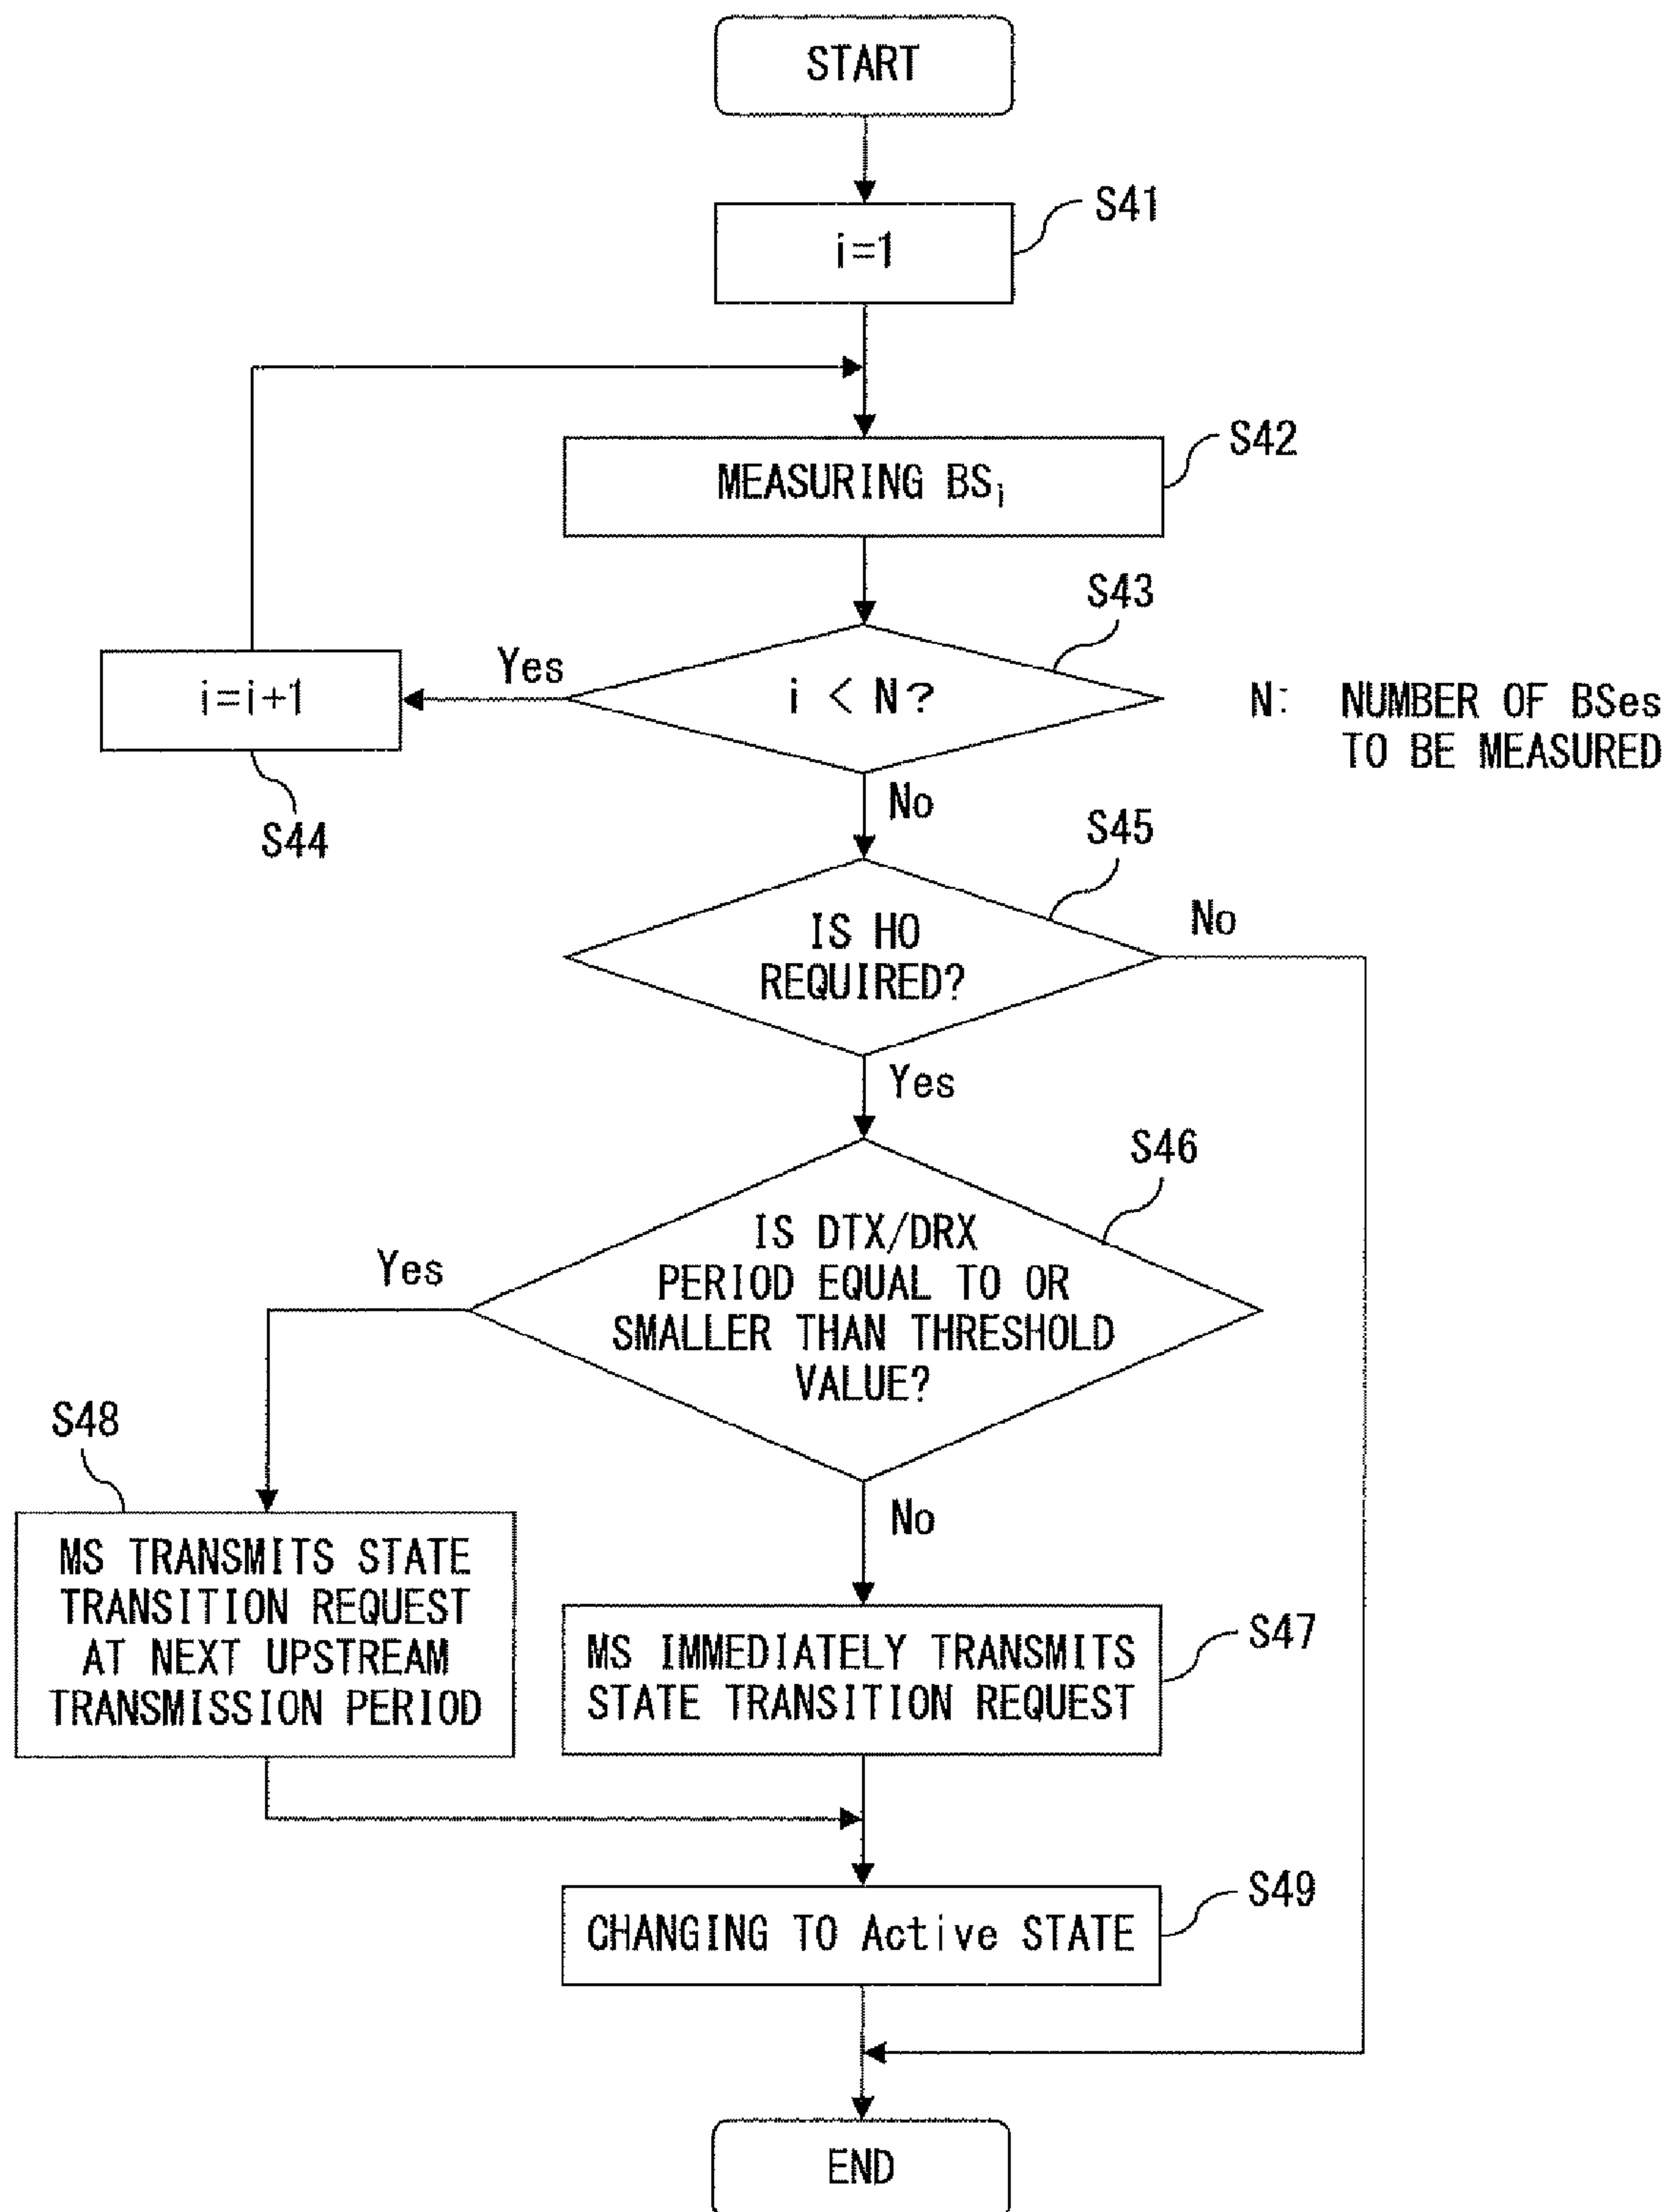 START
S41
i=1
S42
MEASURING BSi
S43
Yes
i < N?
i=i+1
N: NUMBER OF BSes
TO BE MEASURED
S44
No
S45
No
IS HO
REQUIRED?
Yes
S46
IS DTX/DRX
PERIOD EQUAL TO OR
SMALLER THAN THRESHOLD
VALUE?
Yes
S48
No
MS TRANSMITS STATE
TRANSITION REQUEST
AT NEXT UPSTREAM
TRANSMISSION PERIOD
S47
MS IMMEDIATELY TRANSMITS
STATE TRANSITION REQUEST
S49
CHANGING TO Active STATE
END